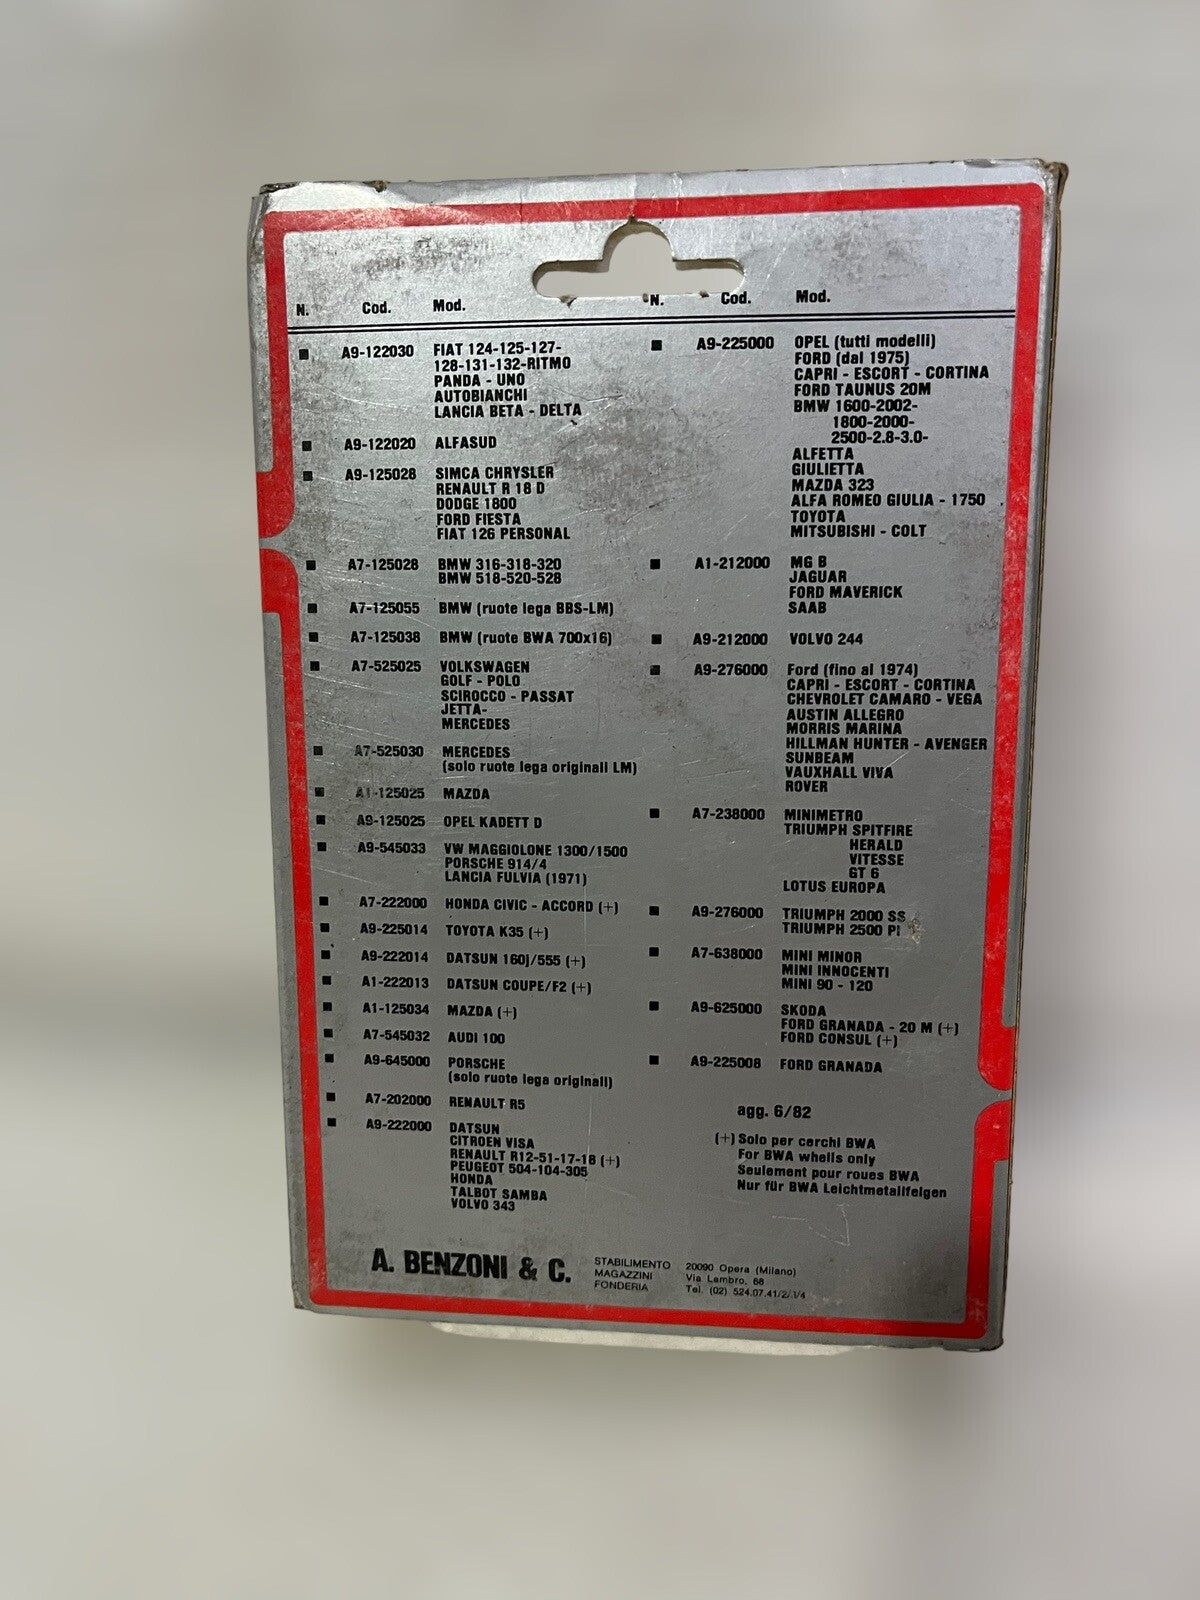 N. Cod. Mod.
A9-122030 FIAT 124-125-127-
128-131-132-RITMO
PANDA - UNO
AUTOBIANCHI
LANCIA BETA - DELTA
A9-122020 ALFASUD
A9-125028 SIMCA CHRYSLER
RENAULT R 18 D
DODGE 1800
FORD FIESTA
FIAT 126 PERSONAL
A7-125028 BMW 316-318-320
BMW 518-520-528
A7-125055 BMW (ruote lega BBS-LM)
A7-125038 BMW (ruote BWA 700x16)
A7-525025 VOLKSWAGEN
GOLF - POLO
SCIROCCO - PASSAT
JETTA-
MERCEDES
A7-525030 MERCEDES
(solo ruote lega originali LM)
A1-125025 MAZDA
A9-125025 OPEL KADETT D
A9-545033 VW MAGGIOLONE 1300/1500
PORSCHE 914/4
LANCIA FULVIA (1971)
A7-222000 HONDA CIVIC - ACCORD (+)
A9-225014 TOYOTA K35 (+)
A9-222014 DATSUN 160j/555 (+)
A1-222013 DATSUN COUPE/F2 (+)
A1-125034 MAZDA (+)
A7-545032 AUDI 100
A9-645000 PORSCHE
(solo ruote lega originali)
A7-202000 RENAULT R5
A9-222000 DATSUN
CITROEN VISA
RENAULT R12-51-17-18 (+)
PEUGEOT 504-104-305
HONDA
TALBOT SAMBA
VOLVO 343
N. Cod. Mod.
A9-225000 OPEL (tutti modelli)
FORD (dal 1975)
CAPRI - ESCORT - CORTINA
FORD TAUNUS 20M
BMW 1600-2002-
1800-2000-
2500-2.8-3.0-
ALFETTA
GIULIETTA
MAZDA 323
ALFA ROMEO GIULIA - 1750
TOYOTA
MITSUBISHI - COLT
A1-212000 MG B
JAGUAR
FORD MAVERICK
SAAB
A9-212000 VOLVO 244
A9-276000 Ford (fino al 1974)
CAPRI - ESCORT - CORTINA
CHEVROLET CAMARO - VEGA
AUSTIN ALLEGRO
MORRIS MARINA
HILLMAN HUNTER - AVENGER
SUNBEAM
VAUXHALL VIVA
ROVER
A7-238000 MINIMETRO
TRIUMPH SPITFIRE
HERALD
VITESSE
GT 6
LOTUS EUROPA
A9-276000 TRIUMPH 2000 SS
TRIUMPH 2500 PI
A7-638000 MINI MINOR
MINI INNOCENTI
MINI 90 - 120
A9-625000 SKODA
FORD GRANADA - 20 M (+)
FORD CONSUL (+)
A9-225008 FORD GRANADA
agg. 6/82
(+) Solo per cerchi BWA
For BWA whells only
Seulement pour roues BWA
Nur für BWA Leichtmetallfelgen
A. BENZONI & C.
STABILIMENTO
MAGAZZINI
FONDERIA
20090 Opera (Milano)
Via Lambro, 68
Tel. (02) 524.07.41/2/